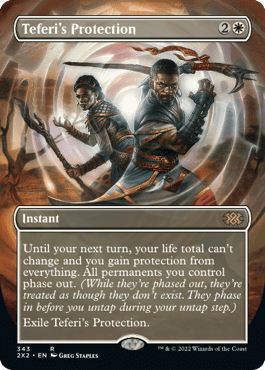 Teferi's Protection 2
Instant
Until your next turn, your life total can't
change and you gain protection from
everything. All permanents you control
phase out. (While they're phased out, they're
treated as though they don't exist. They phase
in before you untap during your untap step.)
Exile Teferi's Protection.
343 R
2X2 • EN GREG STAPLES ™ & © 2022 Wizards of the Coast